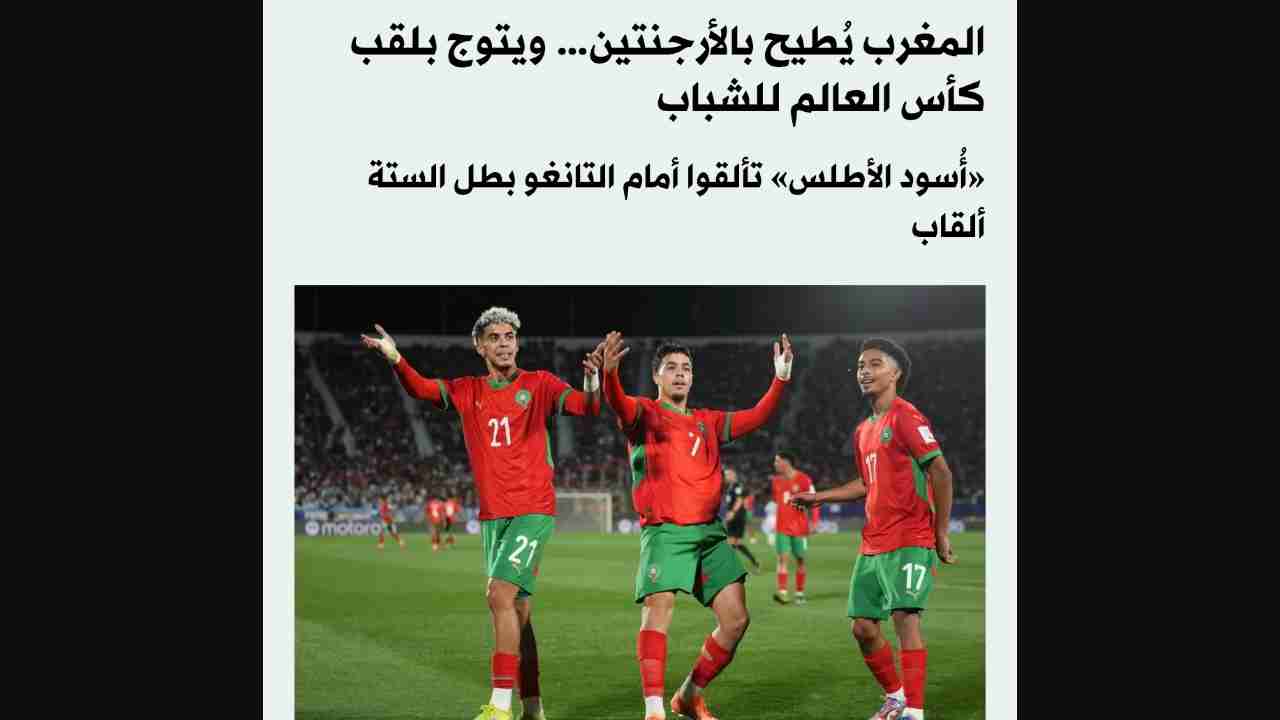 المغرب يُطيح بالأرجنتين... ويتوج بلقب
كأس العالم للشباب
«أُسود الأطلس» تألقوا أمام التانغو بطل الستة
ألقاب
21
7
17
21
17
motoro